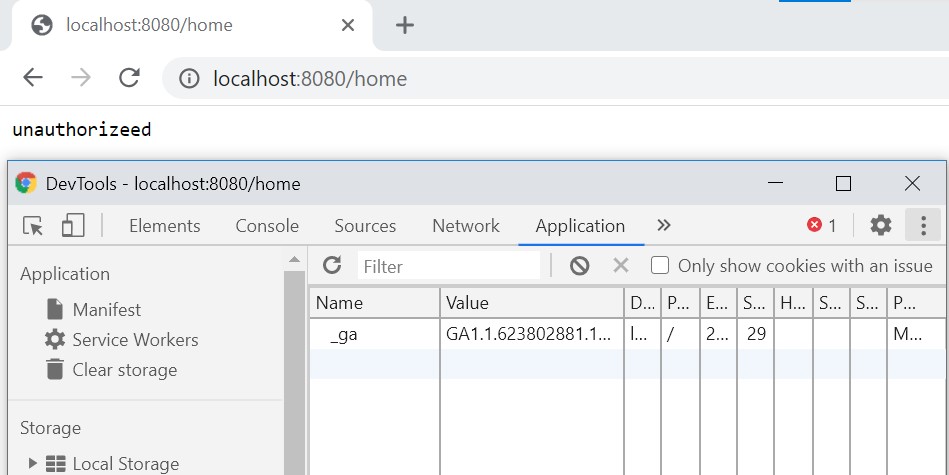 localhost:8080/home
localhost:8080/home
unauthorizeed
DevTools - localhost:8080/home
Elements Console Sources Network Application 1
Filter Only show cookies with an issue
Application
Manifest
Service Workers
Clear storage
Storage
Local Storage
Name Value D... P... E... S... H... S... S... P...
_ga GA1.1.623802881.1... l... / 2... 29 M...